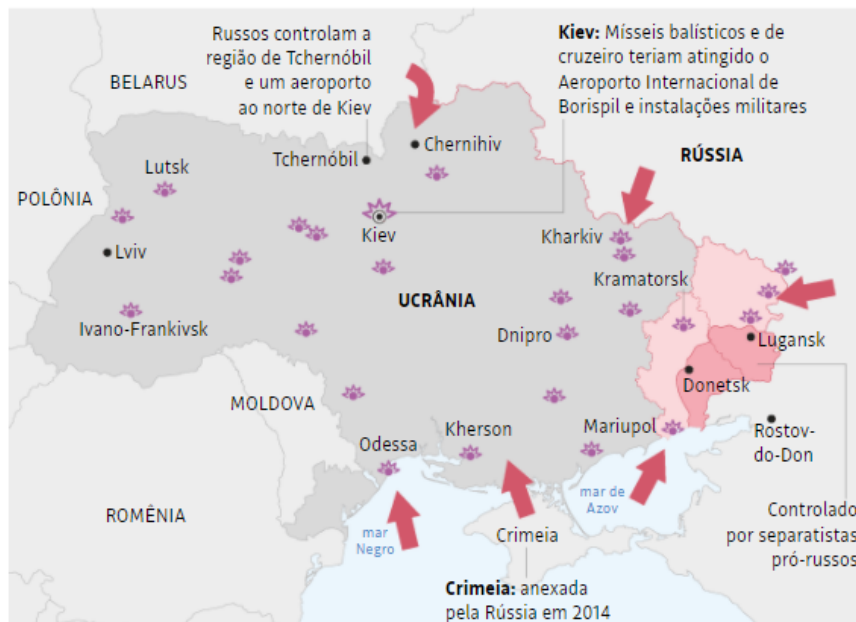 Russos controlam a
região de Tchernóbil
e um aeroporto
ao norte de Kiev
Kiev: Mísseis balísticos e de
cruzeiro teriam atingido o
Aeroporto Internacional de
Borispil e instalações militares
BELARUS
Chernihiv
Tchernóbil
RÚSSIA
Lutsk
POLÔNIA
Kiev
Kharkiv
Lviv
Kramatorsk
UCRÂNIA
Ivano-Frankivsk
Dnipro
Lugansk
Donetsk
MOLDOVA
Kherson
Mariupol
Rostov-
do-Don
Odessa
mar de
Azov
ROMÊNIA
mar
Negro
Crimeia
Controlado
por separatistas
pró-russos
Crimeia: anexada
pela Rússia em 2014